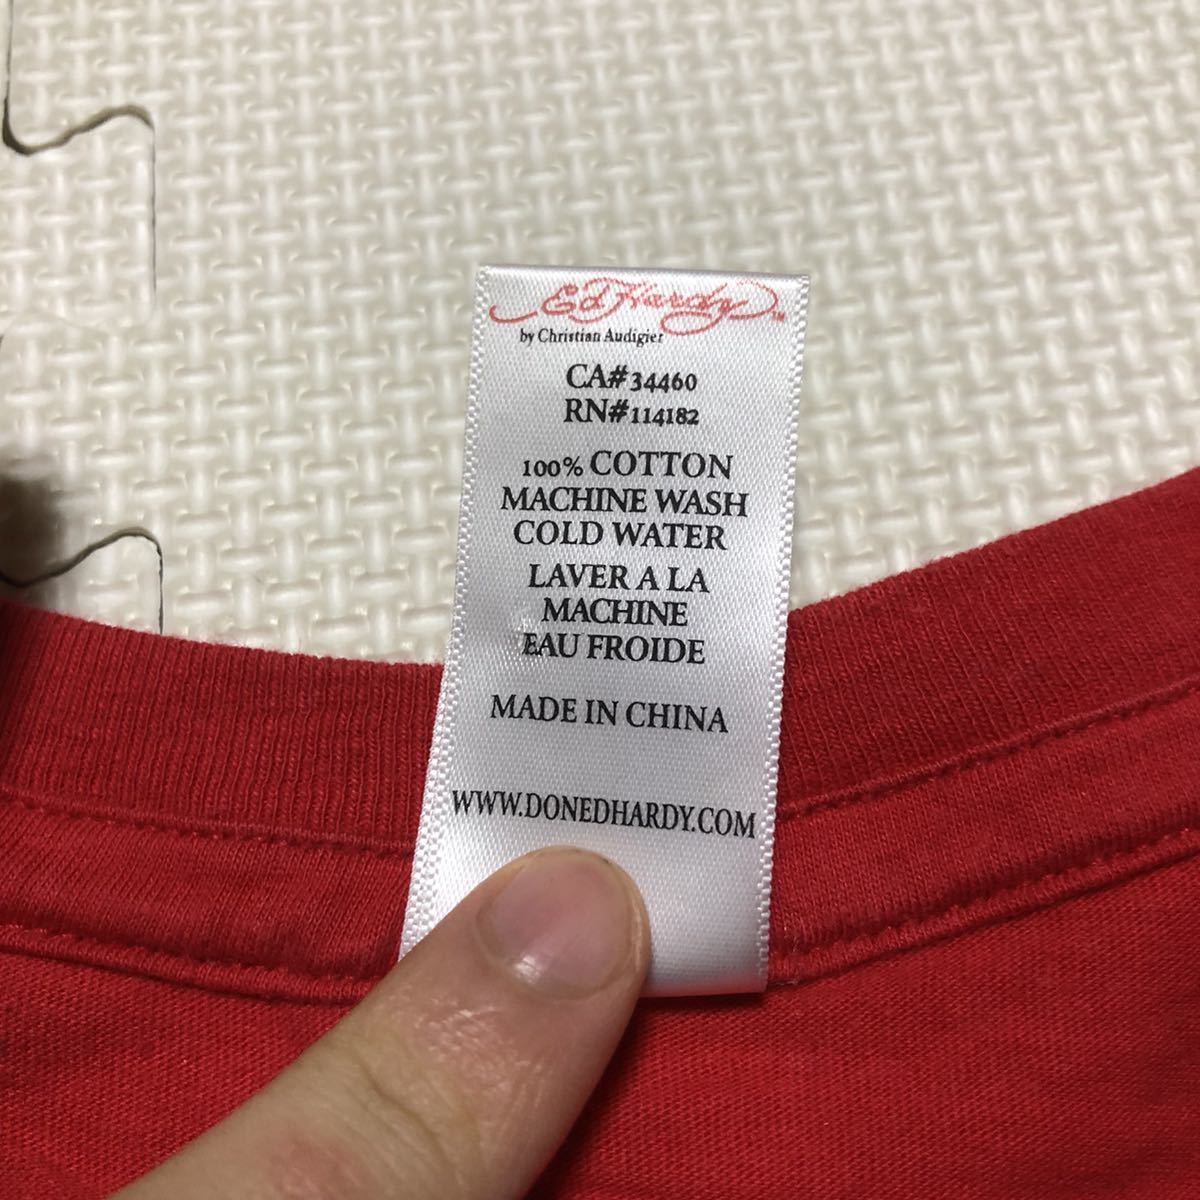 Ed Hardy™
by Christian Audigier
CA# 34460
RN# 114182
100% COTTON
MACHINE WASH
COLD WATER
LAVER A LA
MACHINE
EAU FROIDE
MADE IN CHINA
WWW.DONEDHARDY.COM